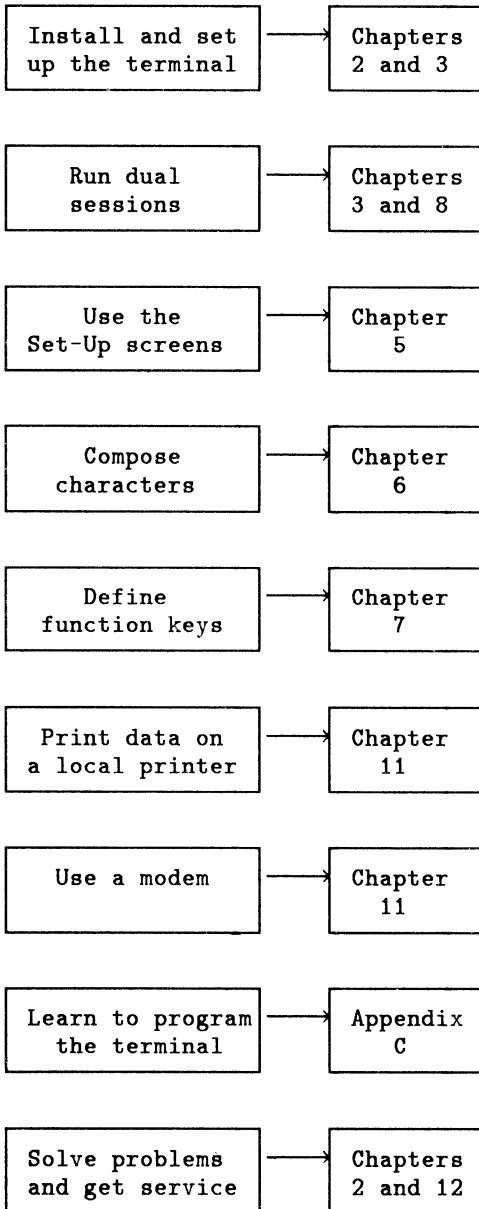 Install and set
up the terminal
Chapters
2 and 3
Run dual
sessions
Chapters
3 and 8
Use the
Set-Up screens
Chapter
5
Compose
characters
Chapter
6
Define
function keys
Chapter
7
Print data on
a local printer
Chapter
11
Use a modem
Chapter
11
Learn to program
the terminal
Appendix
C
Solve problems
and get service
Chapters
2 and 12